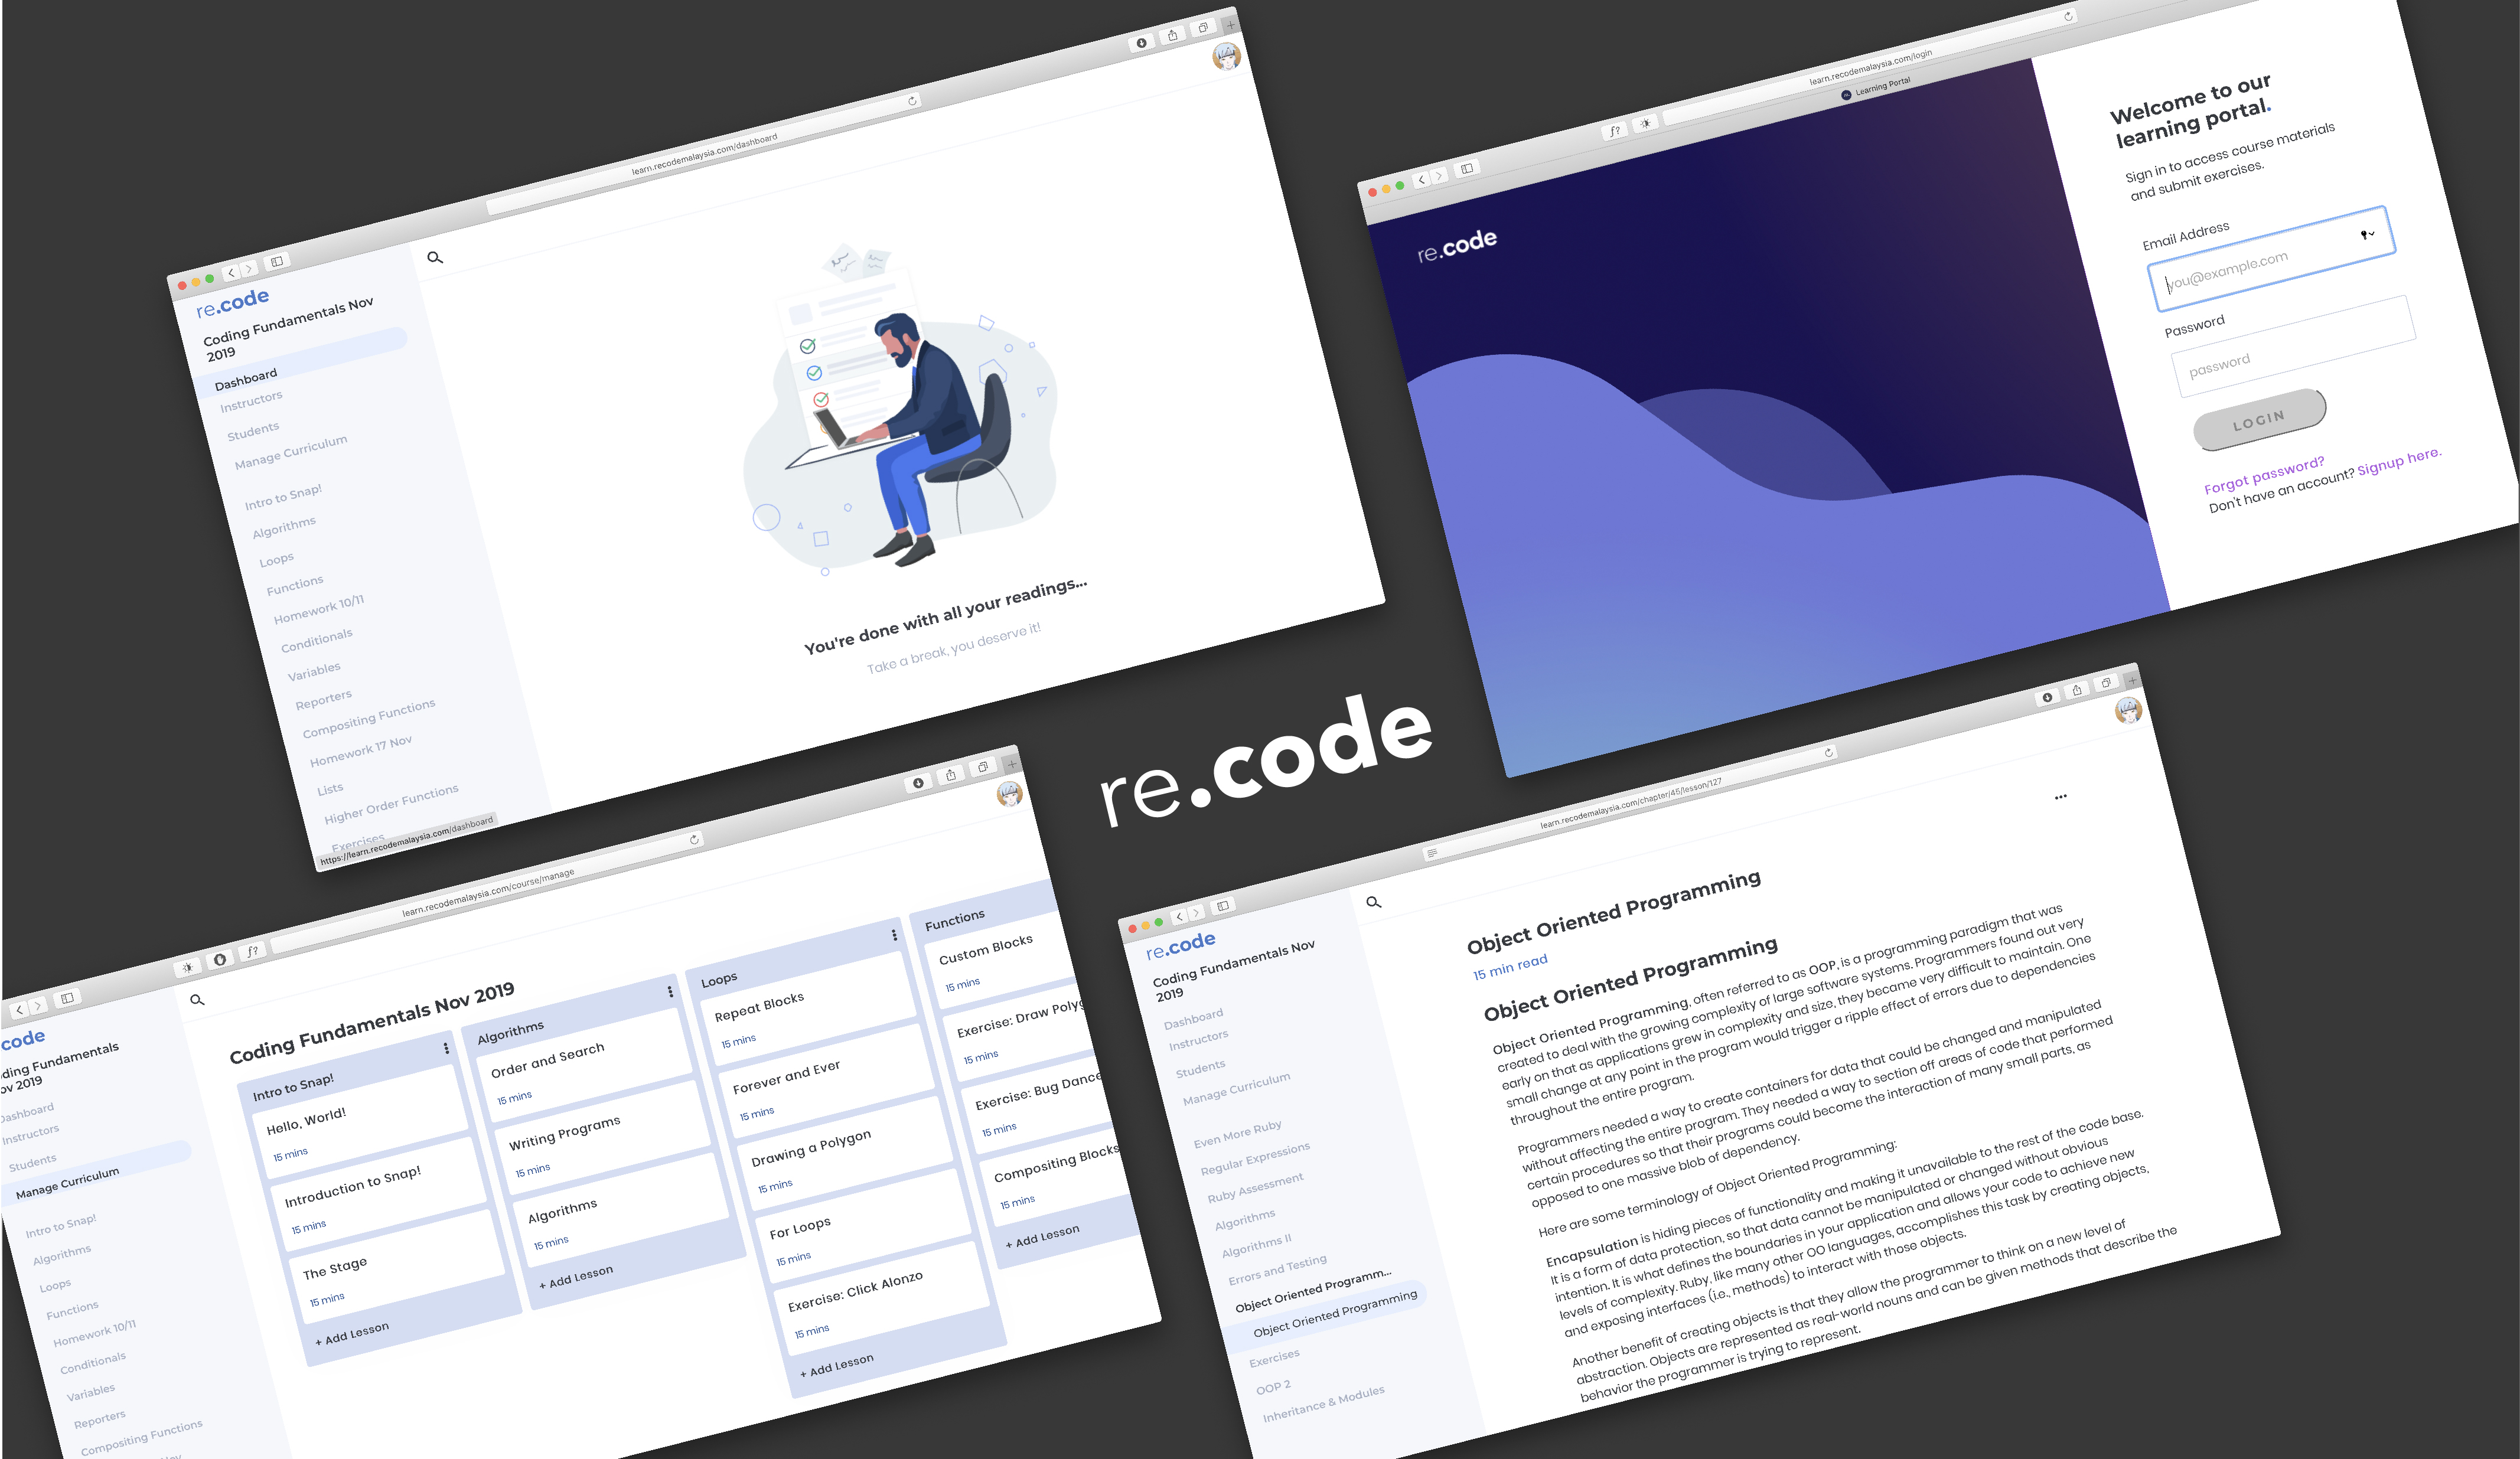 learn.recodemalaysia.com/dashboard
re.code
Coding Fundamentals Nov
2019
Dashboard
Instructors
Students
Manage Curriculum
Intro to Snap!
Algorithms
Loops
Functions
Homework 10/11
Conditionals
Variables
Reporters
Compositing Functions
Homework 17 Nov
Lists
Higher Order Functions
Exercises
https://learn.recodemalaysia.com/dashboard
You're done with all your readings...
Take a break, you deserve it!
learn.recodemalaysia.com/login
Learning Portal
f?
re.code
Welcome to our
learning portal.
Sign in to access course materials
and submit exercises.
Email Address
you@example.com
Password
password
LOGIN
Forgot password?
Don't have an account? Signup here.
re.code
learn.recodemalaysia.com/course/manage
f?
code
ding Fundamentals
ov 2019
Dashboard
Instructors
Students
Manage Curriculum
Intro to Snap!
Algorithms
Loops
Functions
Homework 10/11
Conditionals
Variables
Reporters
Compositing Functions
Nov
Coding Fundamentals Nov 2019
Intro to Snap!
Hello, World!
15 mins
Introduction to Snap!
15 mins
The Stage
15 mins
+ Add Lesson
Algorithms
Order and Search
15 mins
Writing Programs
15 mins
Algorithms
15 mins
+ Add Lesson
Loops
Repeat Blocks
15 mins
Forever and Ever
15 mins
Drawing a Polygon
15 mins
For Loops
15 mins
Exercise: Click Alonzo
15 mins
+ Add Lesson
Functions
Custom Blocks
15 mins
Exercise: Draw Polyg
15 mins
Exercise: Bug Dance
15 mins
Compositing Blocks
15 mins
+ Add Lesson
learn.recodemalaysia.com/chapter/45/lesson/127
re.code
Coding Fundamentals Nov
2019
Dashboard
Instructors
Students
Manage Curriculum
Even More Ruby
Regular Expressions
Ruby Assessment
Algorithms
Algorithms II
Errors and Testing
Object Oriented Programm...
Object Oriented Programming
Exercises
OOP 2
Inheritance & Modules
Object Oriented Programming
15 min read
Object Oriented Programming
Object Oriented Programming, often referred to as OOP, is a programming paradigm that was
created to deal with the growing complexity of large software systems. Programmers found out very
early on that as applications grew in complexity and size, they became very difficult to maintain. One
small change at any point in the program would trigger a ripple effect of errors due to dependencies
throughout the entire program.
Programmers needed a way to create containers for data that could be changed and manipulated
without affecting the entire program. They needed a way to section off areas of code that performed
certain procedures so that their programs could become the interaction of many small parts, as
opposed to one massive blob of dependency.
Here are some terminology of Object Oriented Programming:
Encapsulation is hiding pieces of functionality and making it unavailable to the rest of the code base.
It is a form of data protection, so that data cannot be manipulated or changed without obvious
intention. It is what defines the boundaries in your application and allows your code to achieve new
levels of complexity. Ruby, like many other OO languages, accomplishes this task by creating objects,
and exposing interfaces (i.e., methods) to interact with those objects.
Another benefit of creating objects is that they allow the programmer to think on a new level of
abstraction. Objects are represented as real-world nouns and can be given methods that describe the
behavior the programmer is trying to represent.